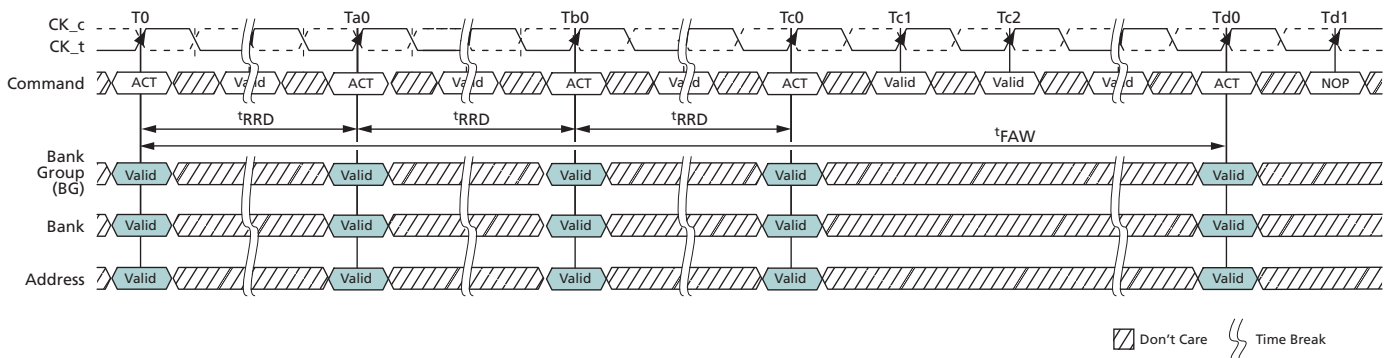 T0 Ta0 Tb0 Tc0 Tc1 Tc2 Td0 Td1
CK_c
CK_t
Command ACT Valid ACT Valid ACT Valid ACT Valid Valid Valid ACT NOP
tRRD tRRD tRRD
tFAW
Bank
Group
(BG)
Valid Valid Valid Valid Valid
Bank Valid Valid Valid Valid Valid
Address Valid Valid Valid Valid Valid
Don't Care Time Break